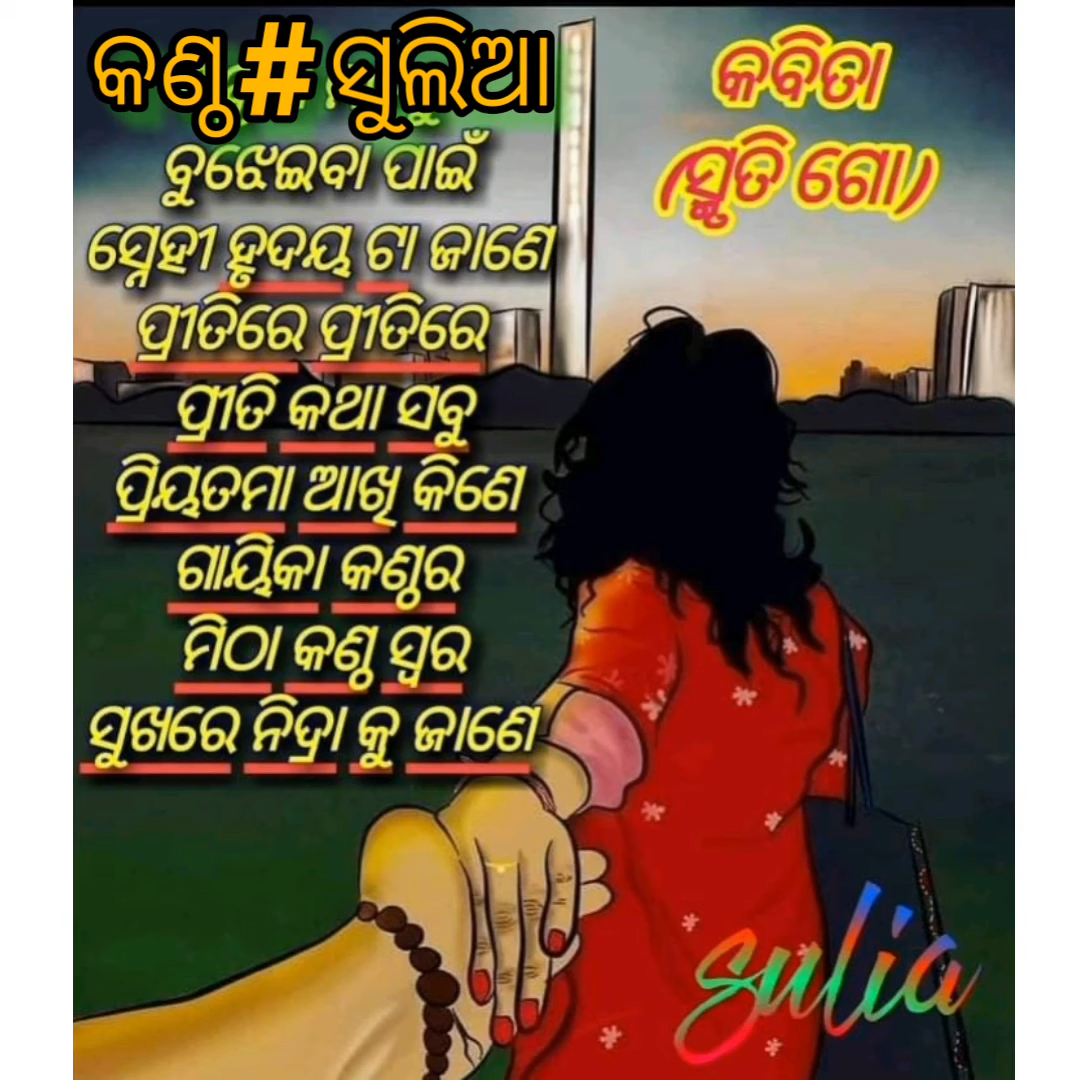 କଣ୍ଠ#ସୁଲିଆ
କବିତା
(ସ୍ଥୁତି ଗୋ)
ବୁଝେଇବା ପାଇଁ
ସ୍ନେହୀ ହୃଦୟ ଟା ଜାଣେ
ପ୍ରୀତିରେ ପ୍ରୀତିରେ
ପ୍ରୀତି କଥା ସବୁ
ପ୍ରିୟତମା ଆଖି କିଣେ
ଗାୟିକା କଣ୍ଠର
ମିଠା କଣ୍ଠ ସ୍ୱର
ସୁଖରେ ନିଦ୍ରା କୁ ଜାଣେ
sulia